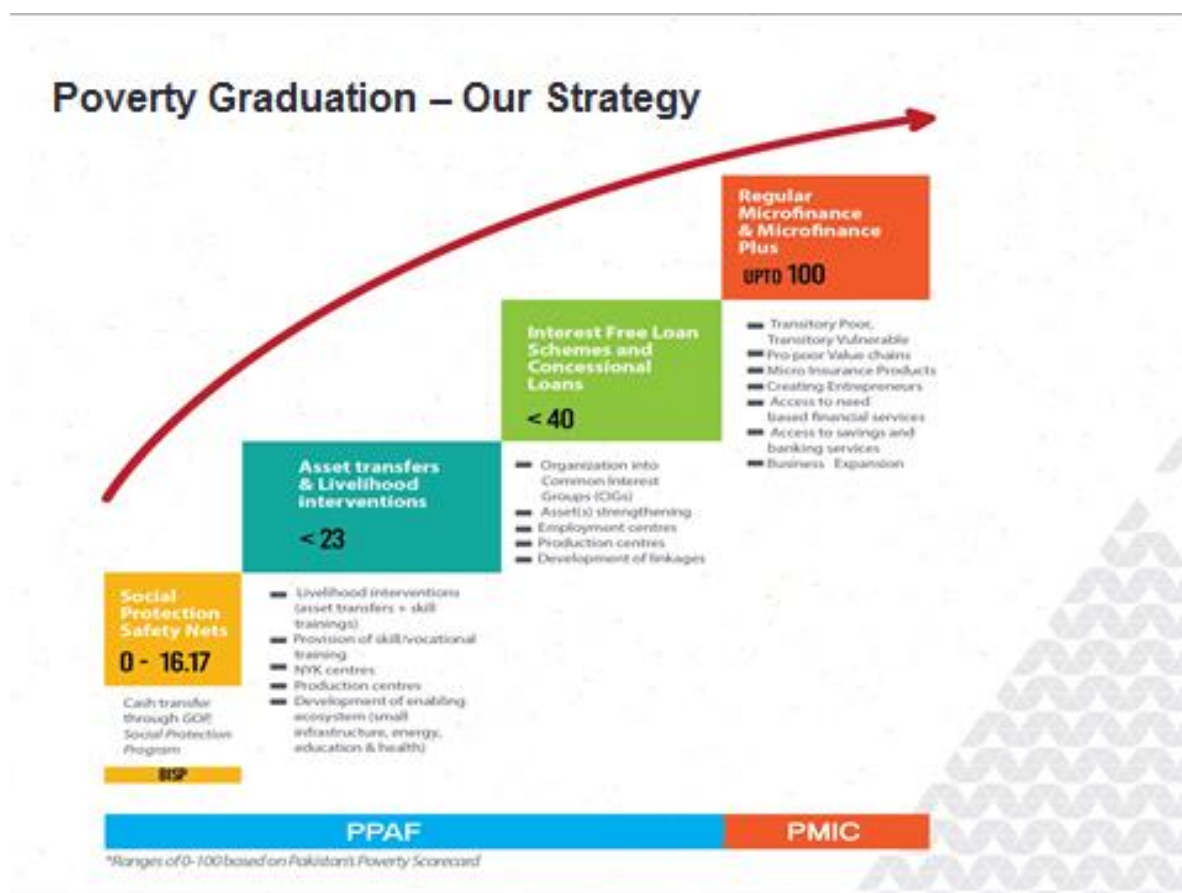 Poverty Graduation – Our Strategy
Regular
Microfinance
& Microfinance
Plus
UPTO 100
Transitory Poor,
Transitory Vulnerable
Pro-poor Value chains
Micro Insurance Products
Creating Entrepreneurs
Access to need
based financial services
Access to savings and
banking services
Business Expansion
Interest Free Loan
Schemes and
Concessional
Loans
< 40
Organization into
Common Interest
Groups (CIGs)
Asset(s) strengthening
Employment centres
Production centres
Development of linkages
Asset transfers
& Livelihood
interventions
< 23
Livelihood interventions
(asset transfers + skill
trainings)
Provision of skill/vocational
training
NYK centres
Production centres
Development of enabling
ecosystem (small
infrastructure, energy,
education & health)
Social
Protection
Safety Nets
0 - 16.17
Cash transfer
through GOP,
Social Protection
Program
BISP
PPAF
PMIC
*Ranges of 0-100 based on Pakistan's Poverty Scorecard